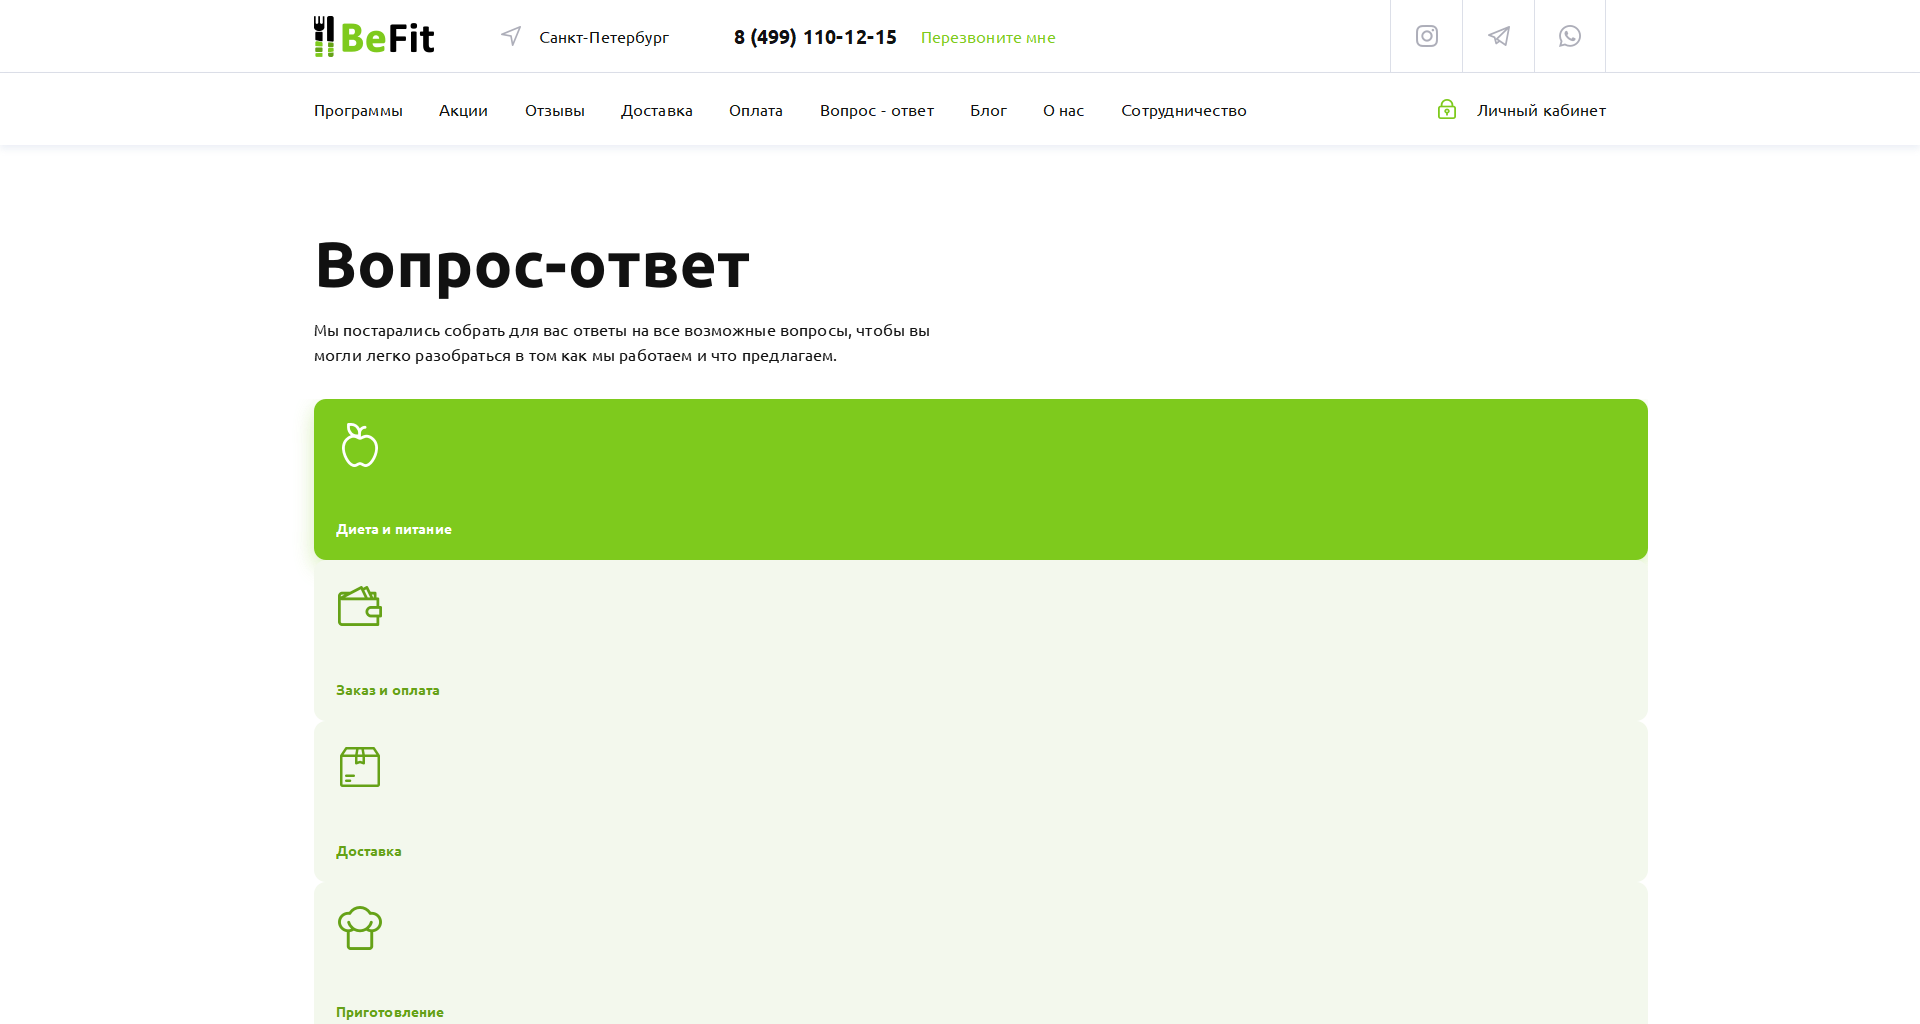 BeFit
Санкт-Петербург
8 (499) 110-12-15
Перезвоните мне
Программы
Акции
Отзывы
Доставка
Оплата
Вопрос - ответ
Блог
О нас
Сотрудничество
Личный кабинет
Вопрос-ответ
Мы постарались собрать для вас ответы на все возможные вопросы, чтобы вы
могли легко разобраться в том как мы работаем и что предлагаем.
Диета и питание
Заказ и оплата
Доставка
Приготовление